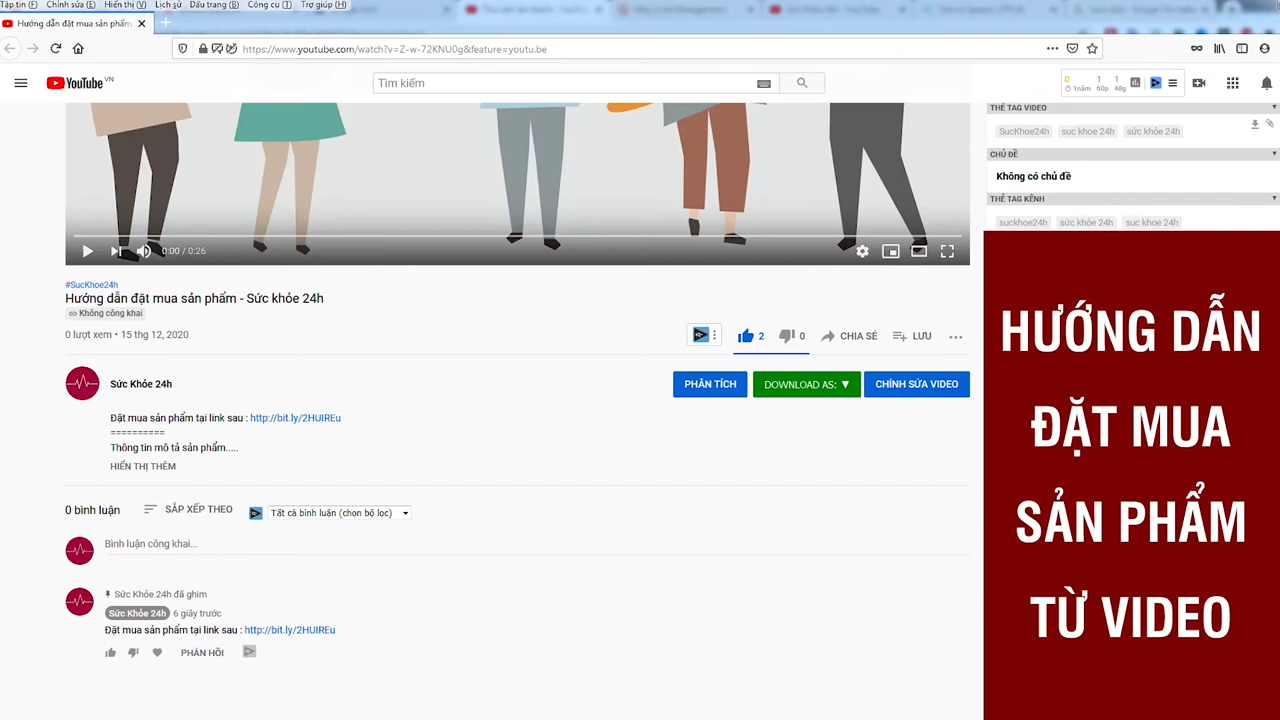 Tập tin (F) Chỉnh sửa (E) Hiển thị (V) Lịch sử Dấu trang (B) Công cụ (T) Trợ giúp (H)
Hướng dẫn đặt mua sản phẩm
https://www.youtube.com/watch?v=Z-w-72KNU0g&feature=youtu.be
YouTube VN
Tìm kiếm
0 1 1
1năm 60p 48g
THẺ TAG VIDEO
SucKhoe24h suc khoe 24h sức khỏe 24h
CHỦ ĐỀ
Không có chủ đề
THẺ TAG KÊNH
suckhoe24h sức khỏe 24h suc khoe 24h
0:00 / 0:26
#SucKhoe24h
Hướng dẫn đặt mua sản phẩm - Sức khỏe 24h
Không công khai
0 lượt xem • 15 thg 12, 2020
2 0 CHIA SẺ LƯU
Sức Khỏe 24h
PHÂN TÍCH DOWNLOAD AS: ▼ CHỈNH SỬA VIDEO
Đặt mua sản phẩm tại link sau : http://bit.ly/2HUIREu
==========
Thông tin mô tả sản phẩm.....
HIỂN THỊ THÊM
0 bình luận SẮP XẾP THEO Tất cả bình luận (chọn bộ lọc)
Bình luận công khai...
Sức Khỏe 24h đã ghim
Sức Khỏe 24h 6 giây trước
Đặt mua sản phẩm tại link sau : http://bit.ly/2HUIREu
PHẢN HỒI
HƯỚNG DẪN
ĐẶT MUA
SẢN PHẨM
TỪ VIDEO